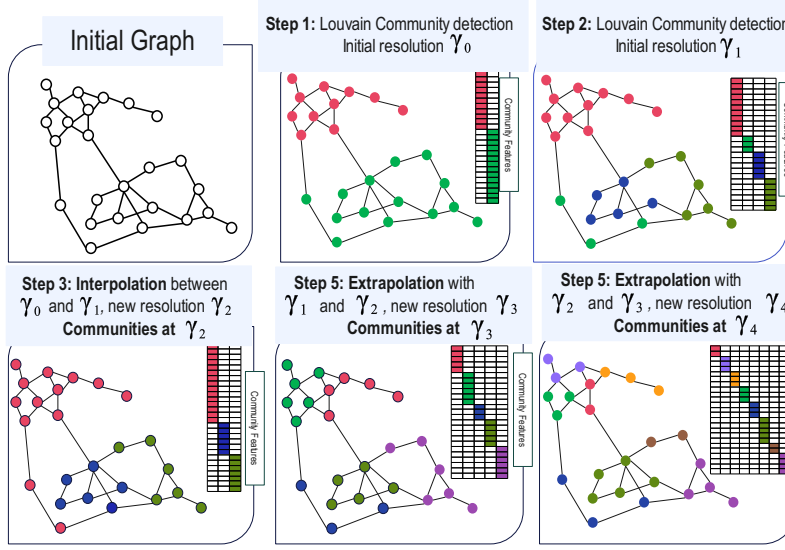 Initial Graph
Step 1: Louvain Community detection
Initial resolution γ0
Community Features
Step 2: Louvain Community detection
Initial resolution γ1
Community Features
Step 3: Interpolation between
γ0 and γ1, new resolution γ2
Communities at γ2
Community Features
Step 5: Extrapolation with
γ1 and γ2 , new resolution γ3
Communities at γ3
Community Features
Step 5: Extrapolation with
γ2 and γ3 , new resolution γ4
Communities at γ4